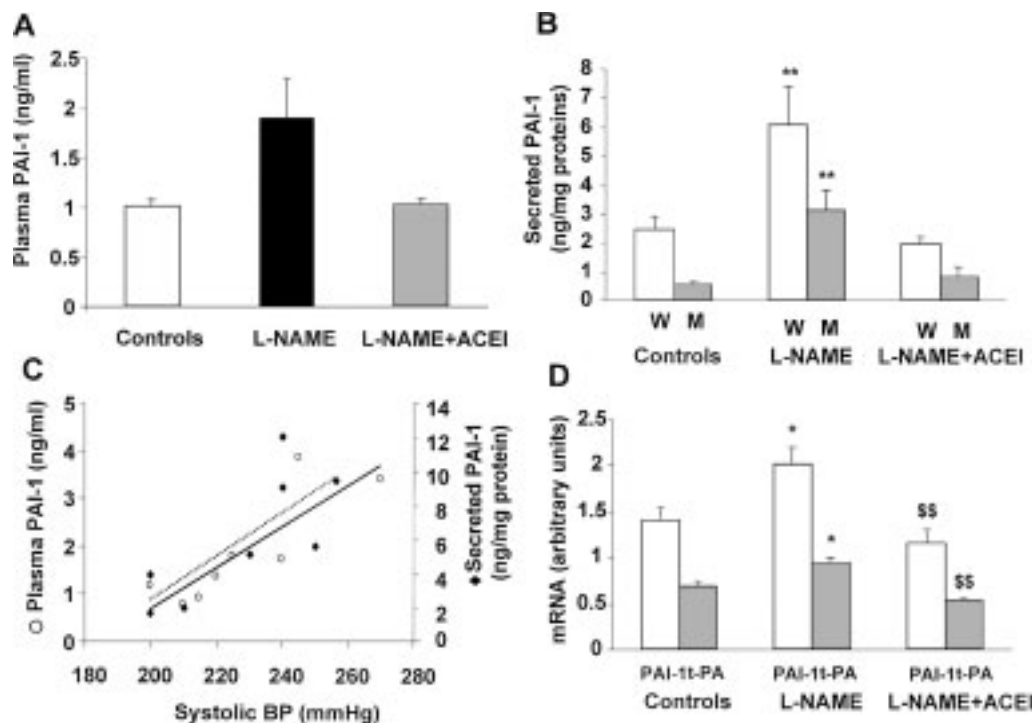 A
Plasma PAI-1 (ng/ml)
2.5
2
1.5
1
0.5
0
Controls L-NAME L-NAME+ACEI
B
Secreted PAI-1
(ng/mg proteins)
8
7
6
5
4
3
2
1
0
**
**
W M W M W M
Controls L-NAME L-NAME+ACEI
C
○ Plasma PAI-1 (ng/ml)
5
4
3
2
1
0
14
12
10
8
6
4
2
0
♦Secreted PAI-1
(ng/mg protein)
180 200 220 240 260 280
Systolic BP (mmHg)
D
mRNA (arbitrary units)
2.5
2
1.5
1
0.5
0
*
*
$$
$$
PAI-1t-PA PAI-1t-PA PAI-1t-PA
Controls L-NAME L-NAME+ACEI